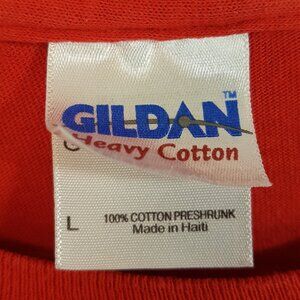 GILDAN™
Heavy Cotton
L
100% COTTON PRESHRUNK
Made in Haiti